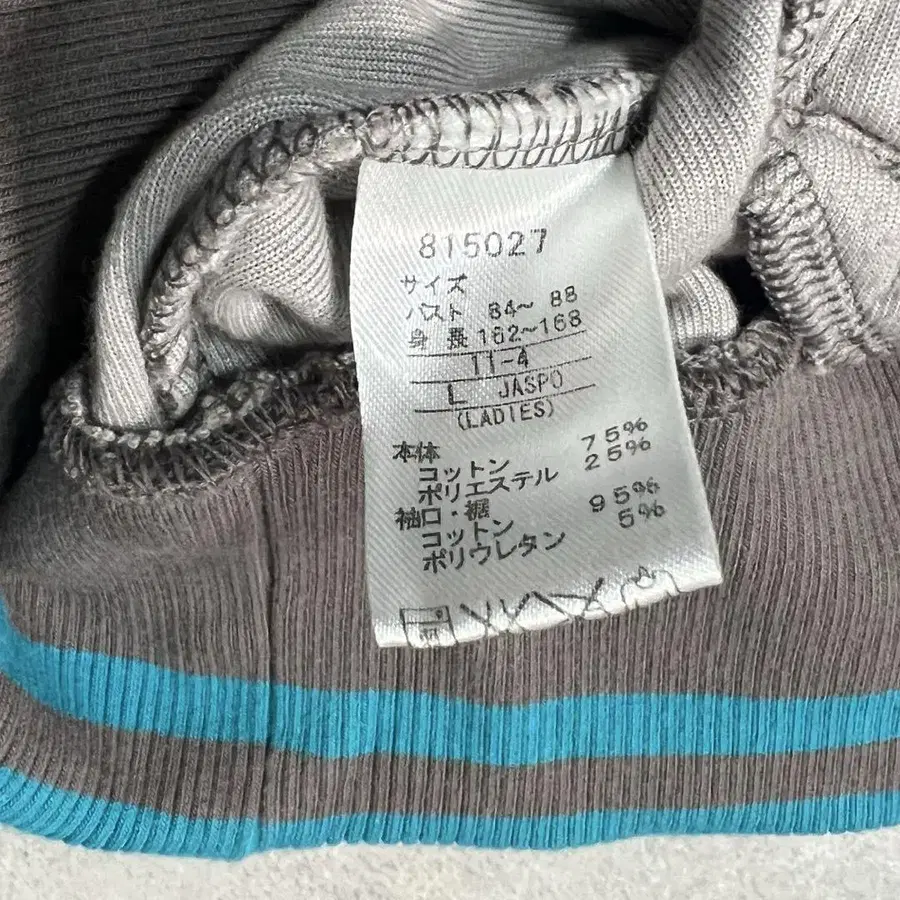 815027
サイズ
バスト 84～ 88
身 長 162～168
11-4
L JASPO
(LADIES)
本体
コットン 75%
ポリエステル 25%
袖口・裾
コットン 95%
ポリウレタン 5%